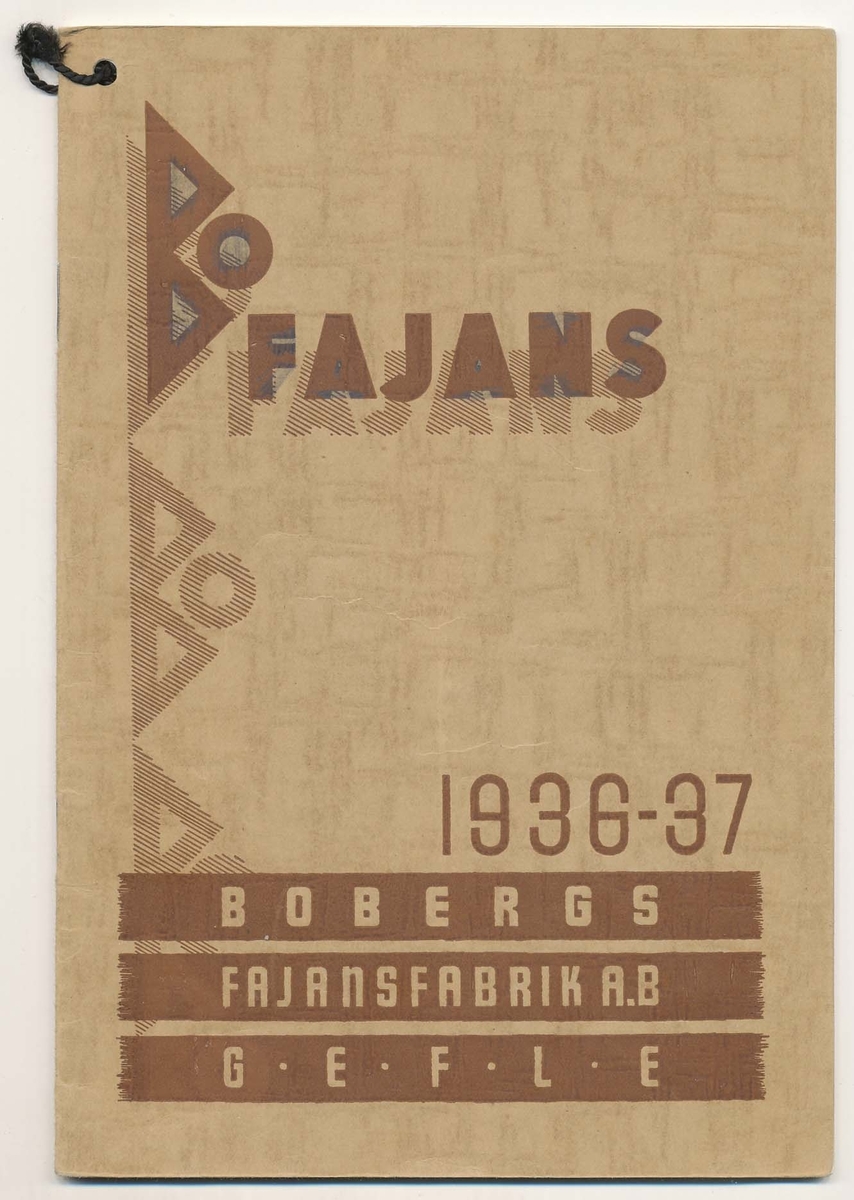 Bo
FAJANS
1936-37
BOBERGS
FAJANSFABRIK A.B
G·E·F·L·E